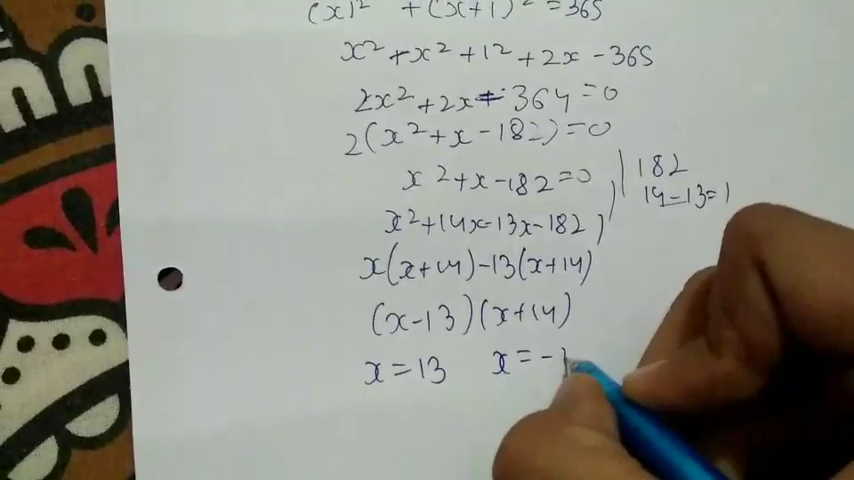 (x)² + (x+1)² = 365
x² + x² + 1² + 2x - 365
2x² + 2x - 364 = 0
2(x² + x - 182) = 0
x² + x - 182 = 0
182
14 - 13 = 1
x² + 14x - 13x - 182
x(x+14) - 13(x+14)
(x-13)(x+14)
x = 13 x = -1